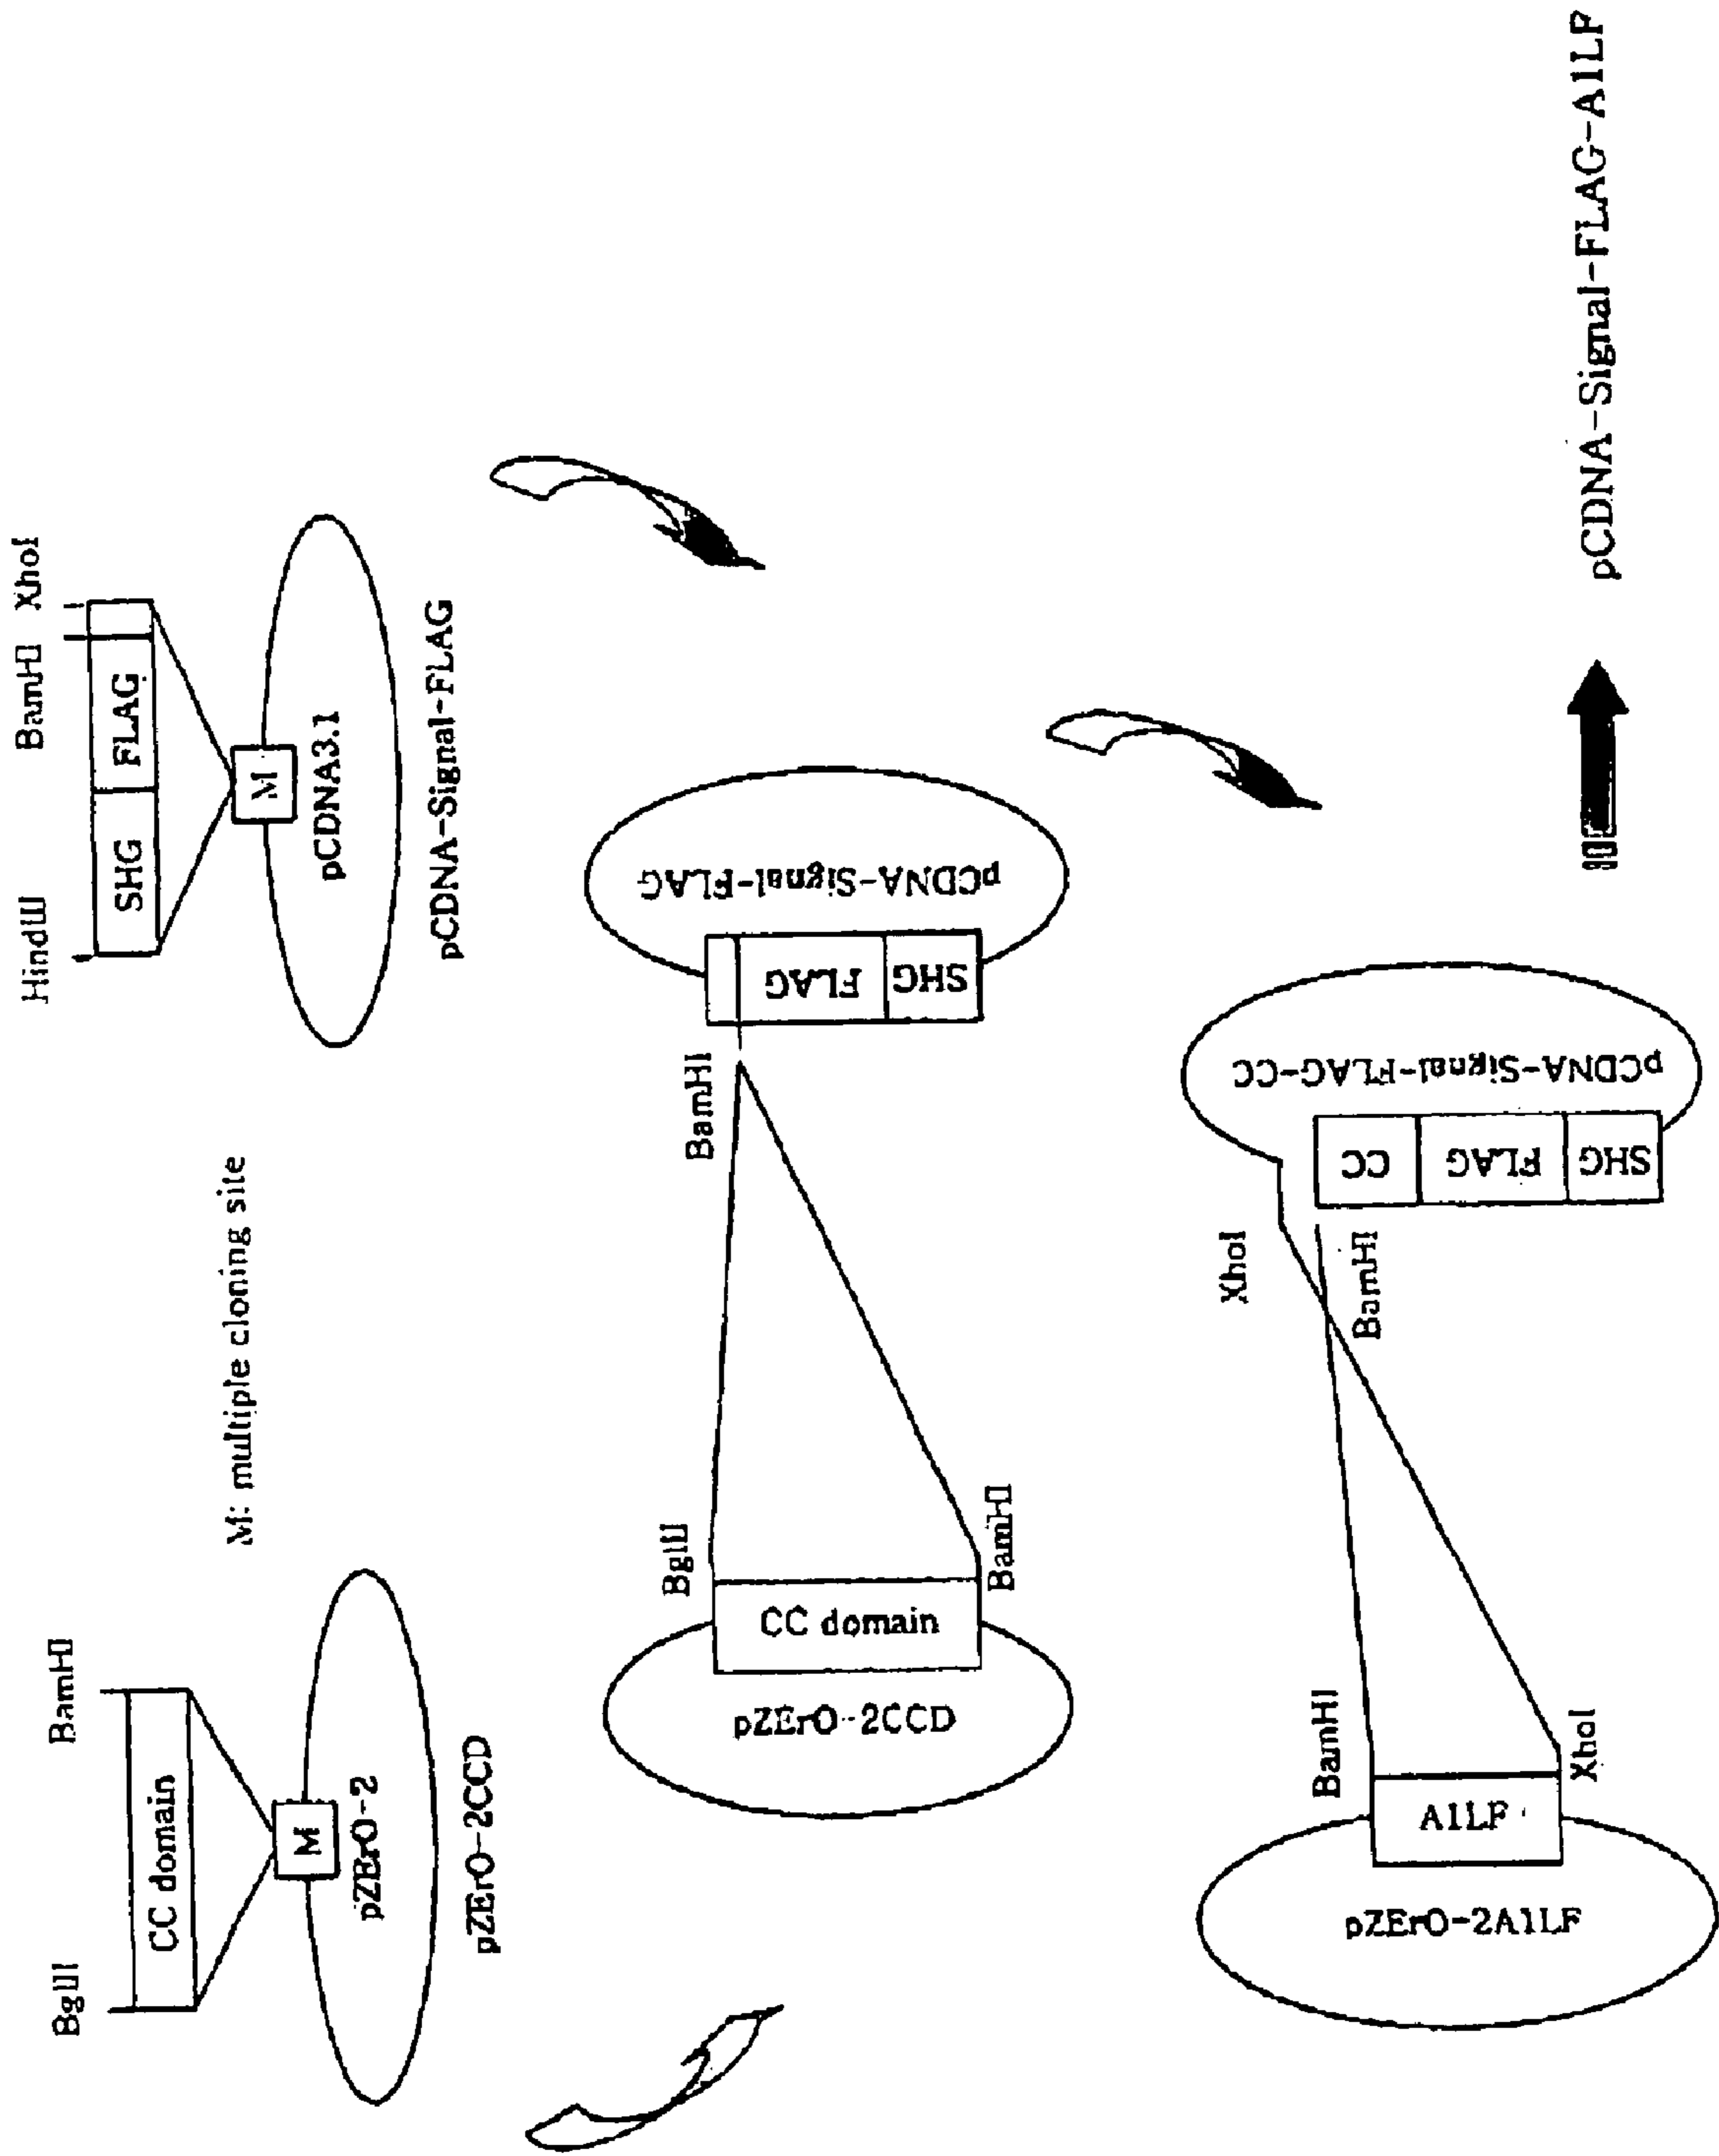 BglII
BamHI
CC domain
M
pZErO-2
pZErO-2CCD
M: multiple cloning site
HindIII
BamHI
XhoI
SHG
FLAG
M
pCDNA3.1
pCDNA-Signal-FLAG
BglII
CC domain
BamHI
pZErO-2CCD
BamHI
FLAG
SHG
pCDNA-Signal-FLAG
BamHI
A1LF
XhoI
pZErO-2A1LF
XhoI
BamHI
CC
FLAG
SHG
pCDNA-Signal-FLAG-CC
pCDNA-Signal-FLAG-A1LF